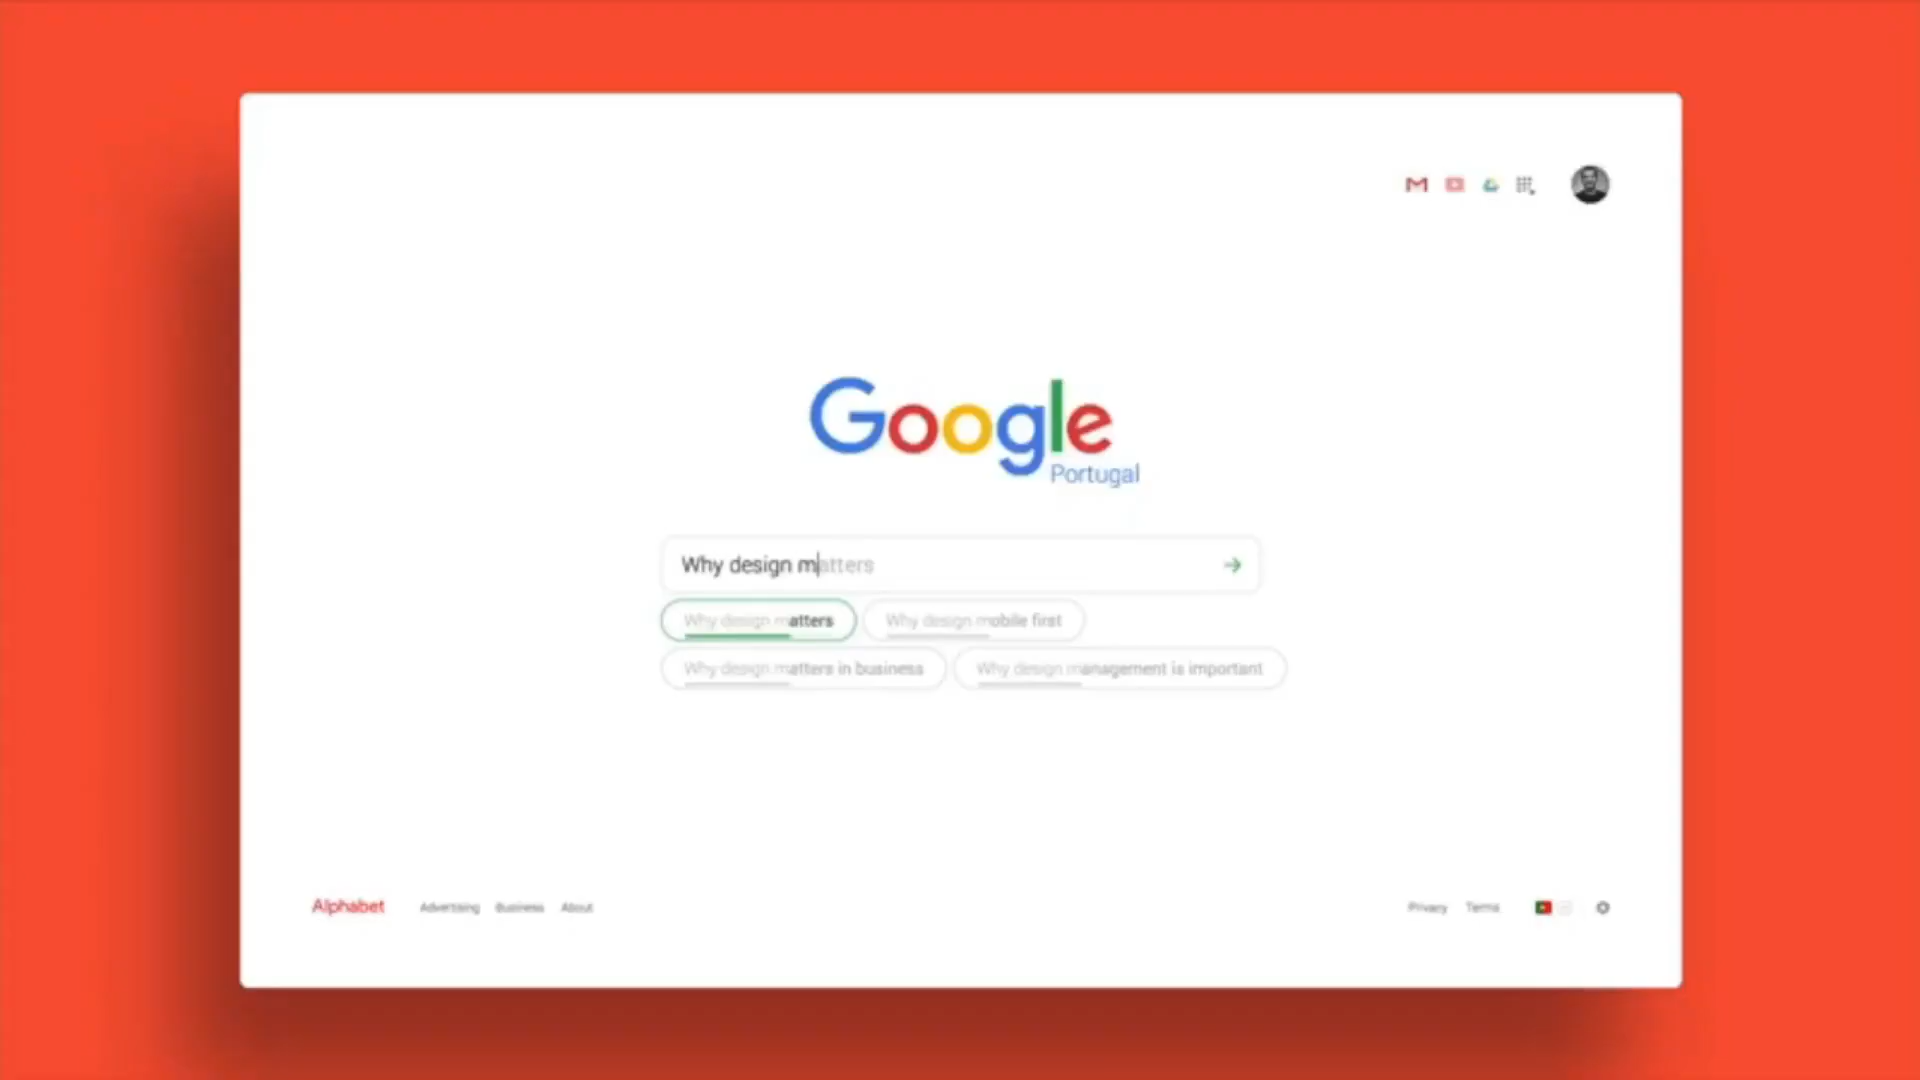 Google
Portugal
Why design matters
Why design matters
Why design mobile first
Why design matters in business
Why design management is important
Alphabet
Advertising
Business
About
Privacy
Terms